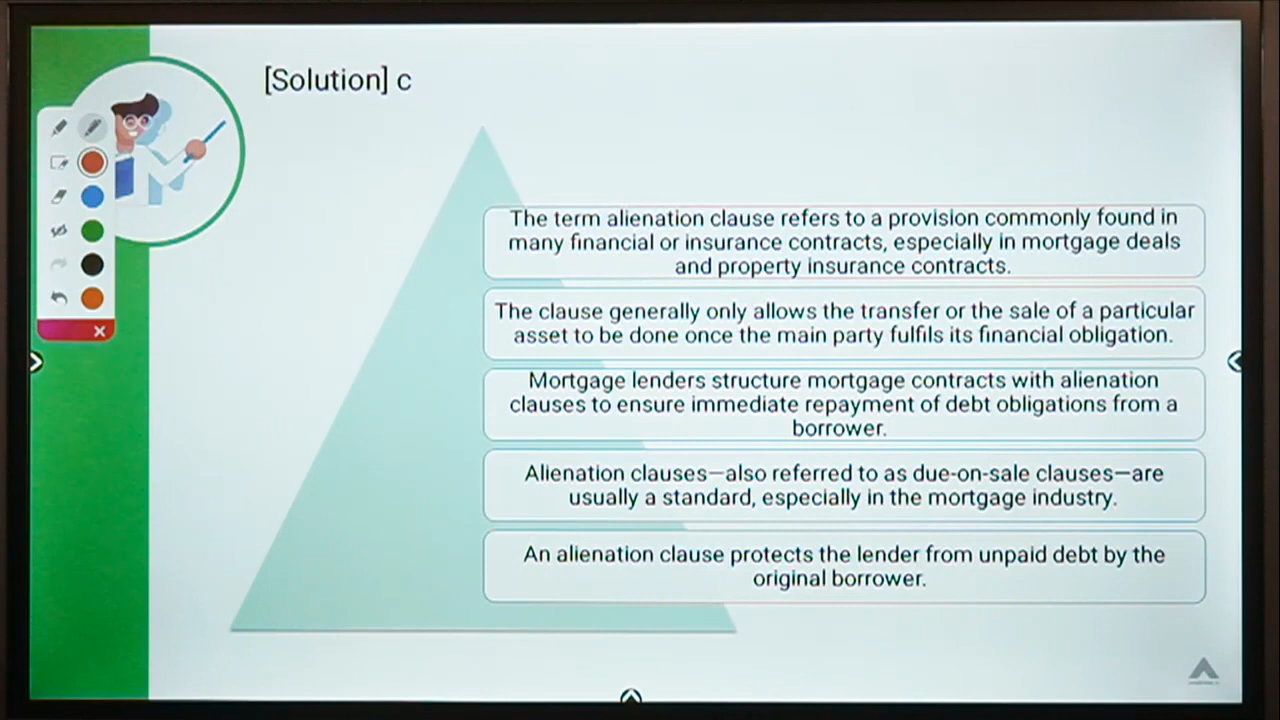 [Solution] c
The term alienation clause refers to a provision commonly found in
many financial or insurance contracts, especially in mortgage deals
and property insurance contracts.
The clause generally only allows the transfer or the sale of a particular
asset to be done once the main party fulfils its financial obligation.
Mortgage lenders structure mortgage contracts with alienation
clauses to ensure immediate repayment of debt obligations from a
borrower.
Alienation clauses—also referred to as due-on-sale clauses—are
usually a standard, especially in the mortgage industry.
An alienation clause protects the lender from unpaid debt by the
original borrower.